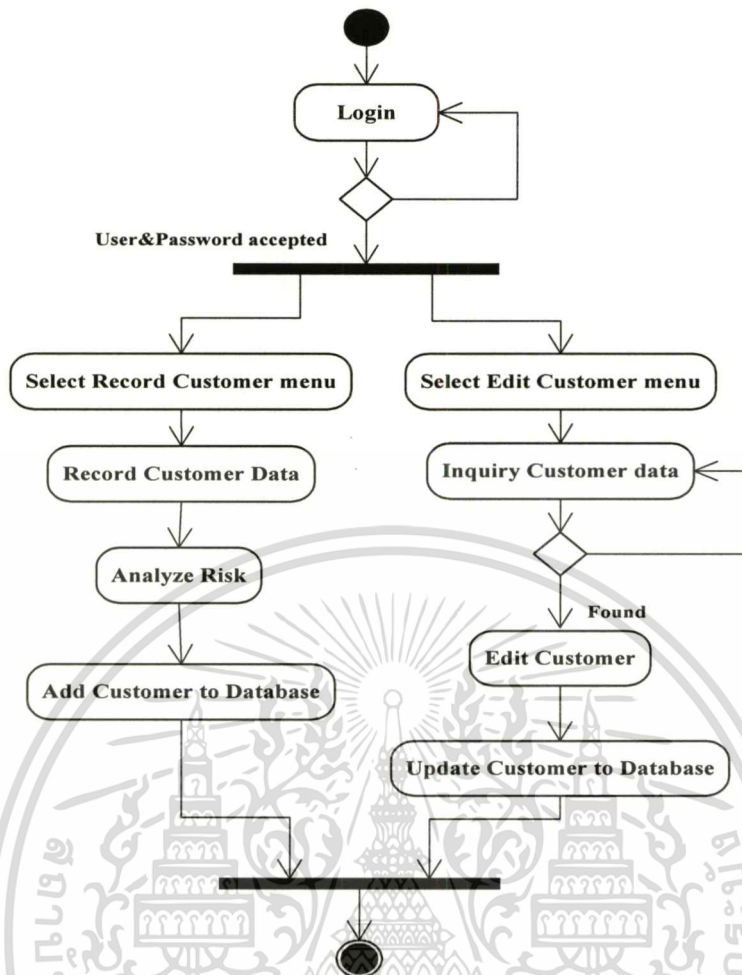 Login
User&Password accepted
Select Record Customer menu
Select Edit Customer menu
Record Customer Data
Inquiry Customer data
Analyze Risk
Found
Edit Customer
Add Customer to Database
Update Customer to Database